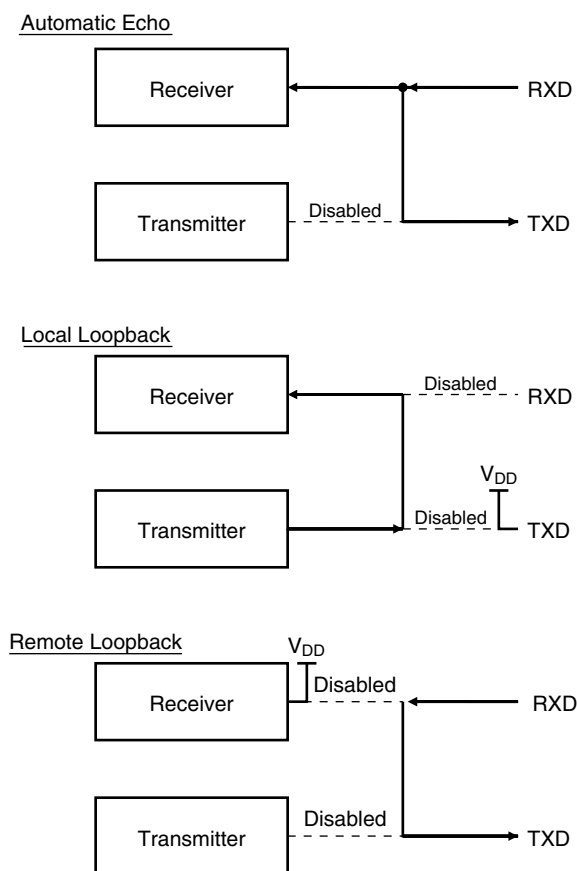 Automatic Echo
Receiver
RXD
Transmitter
Disabled
TXD
Local Loopback
Receiver
Disabled
RXD
VDD
Transmitter
Disabled
TXD
Remote Loopback
VDD
Receiver
Disabled
RXD
Transmitter
Disabled
TXD